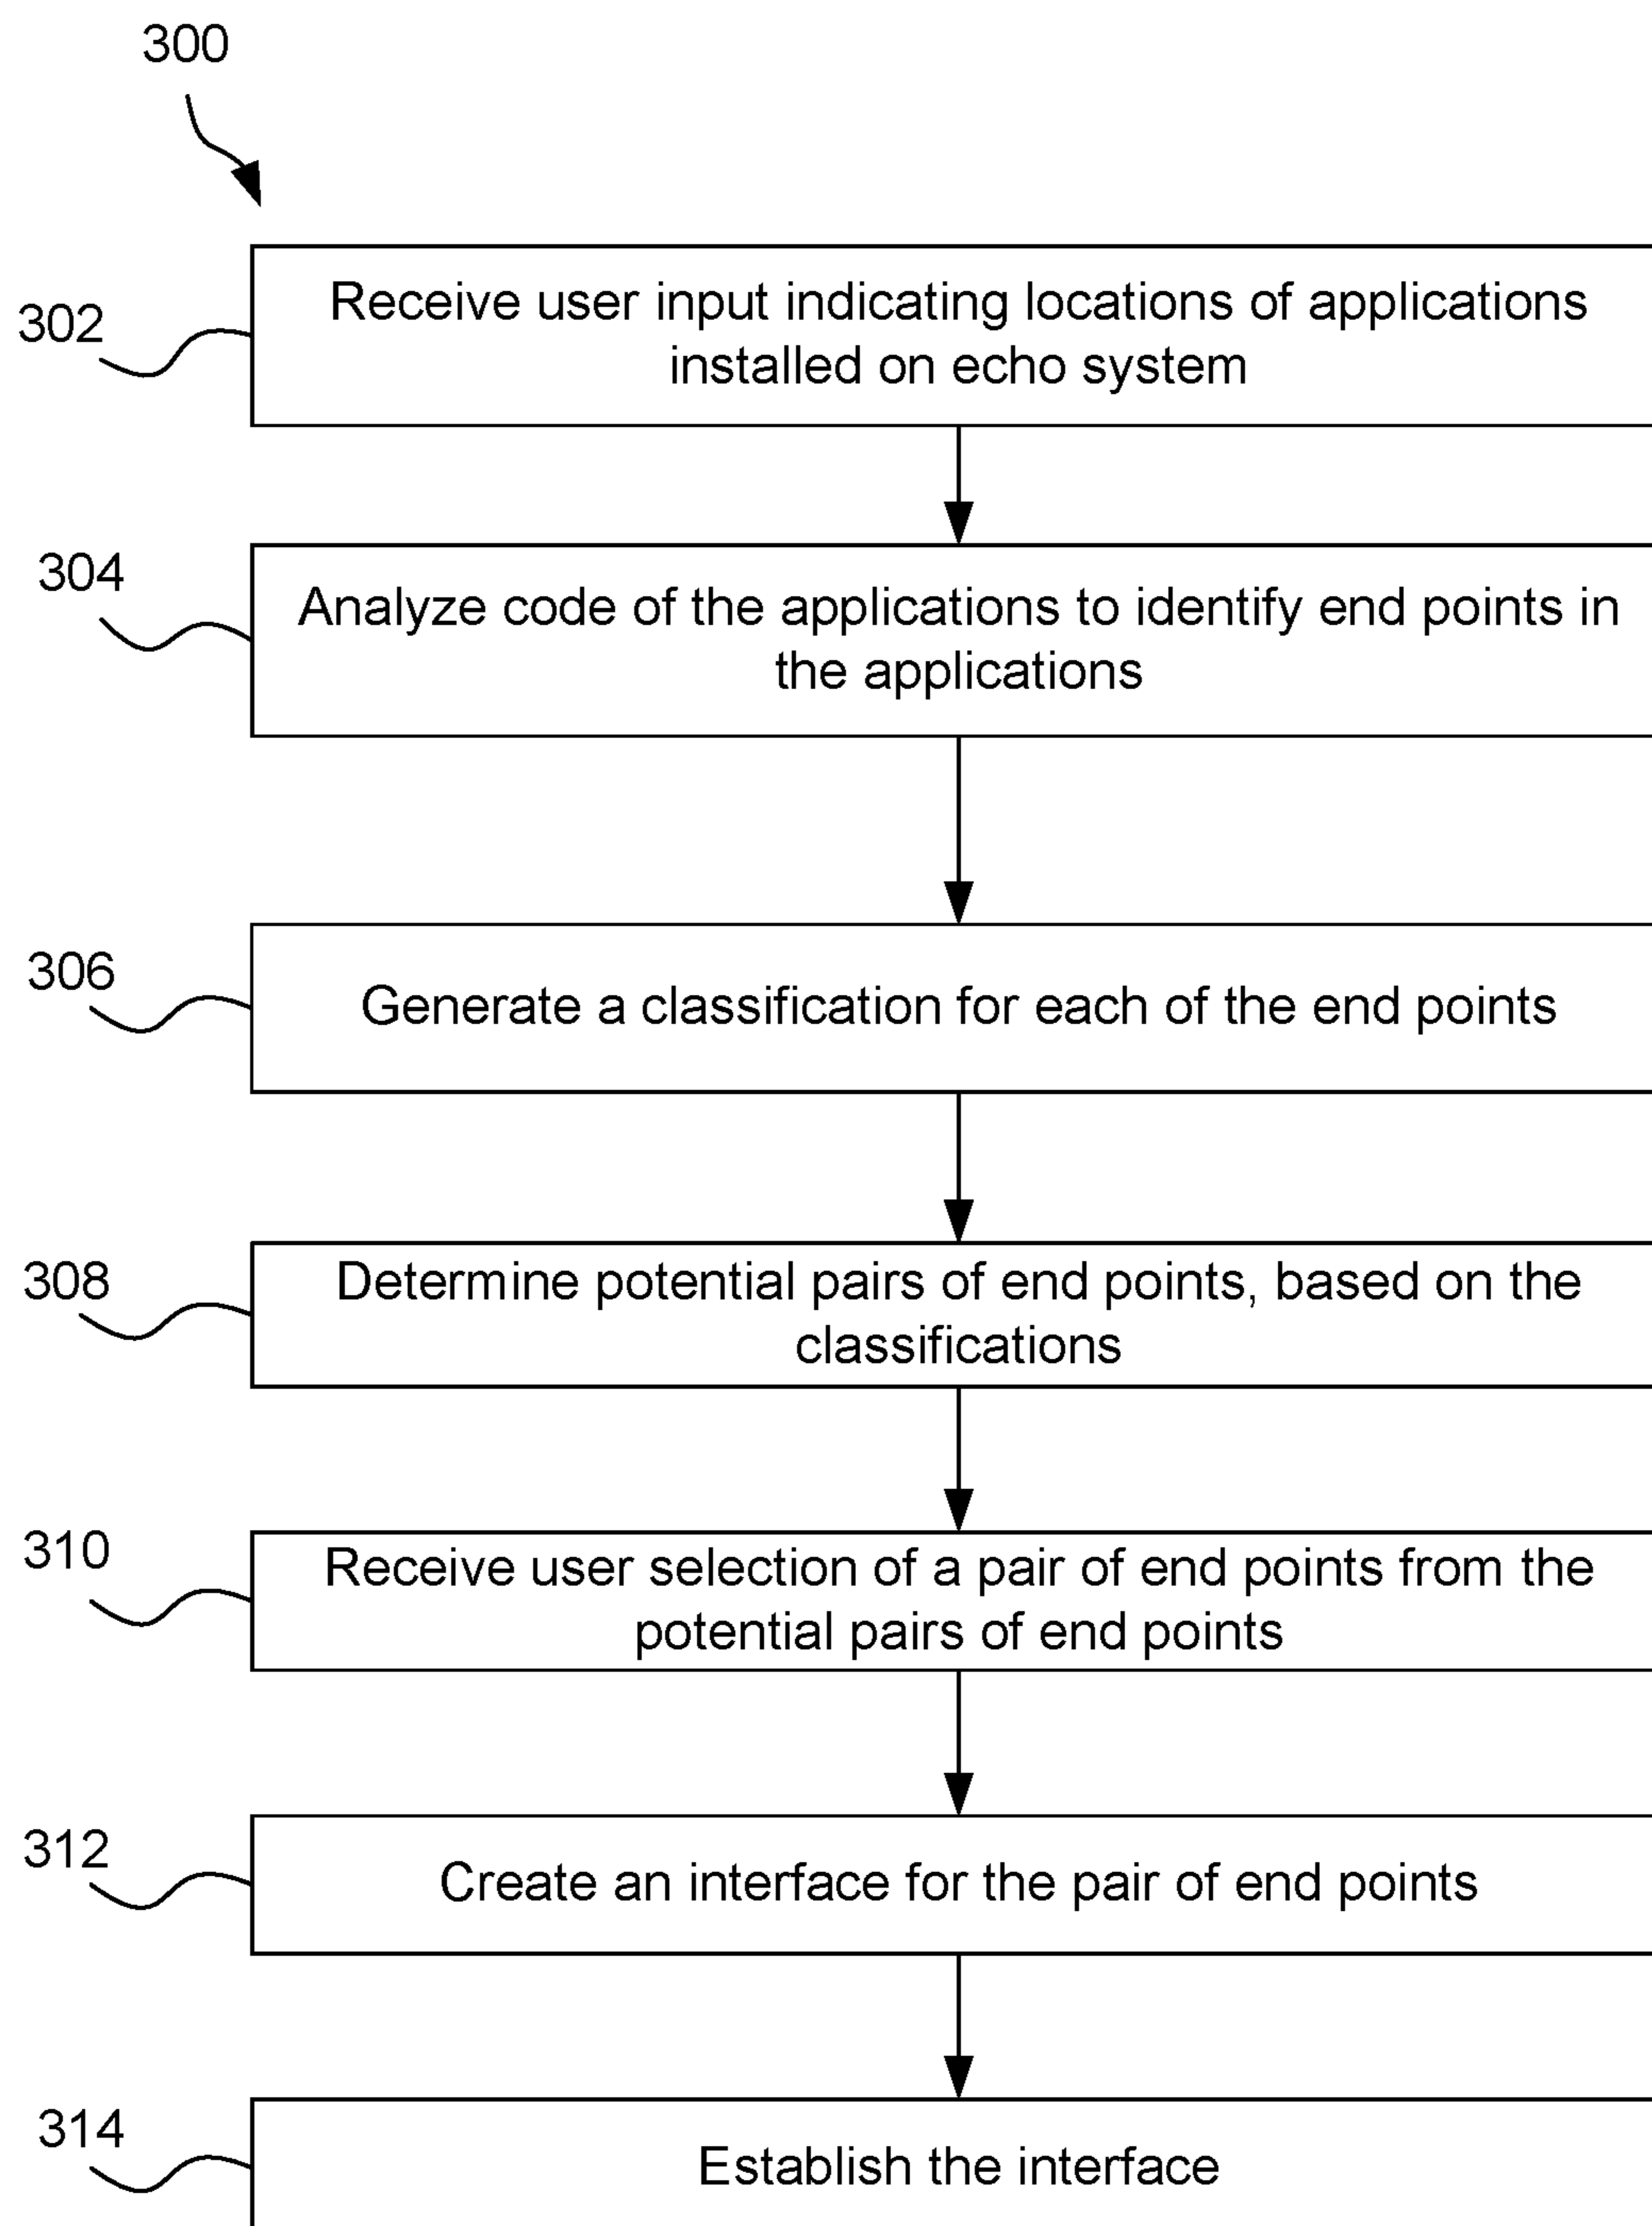 300
302
Receive user input indicating locations of applications
installed on echo system
304
Analyze code of the applications to identify end points in
the applications
306
Generate a classification for each of the end points
308
Determine potential pairs of end points, based on the
classifications
310
Receive user selection of a pair of end points from the
potential pairs of end points
312
Create an interface for the pair of end points
314
Establish the interface